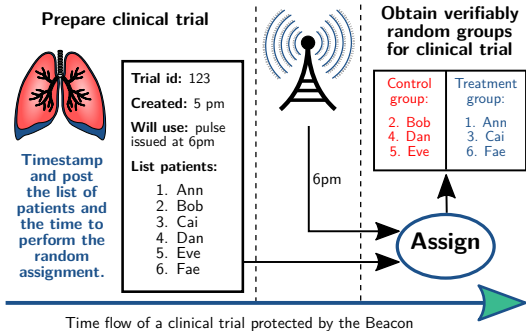 Prepare clinical trial
Timestamp
and post
the list of
patients and
the time to
perform the
random
assignment.
Trial id: 123
Created: 5 pm
Will use: pulse
issued at 6pm
List patients:
1. Ann
2. Bob
3. Cai
4. Dan
5. Eve
6. Fae
6pm
Obtain verifiably
random groups
for clinical trial
Control
group:
2. Bob
4. Dan
5. Eve
Treatment
group:
1. Ann
3. Cai
6. Fae
Assign
Time flow of a clinical trial protected by the Beacon